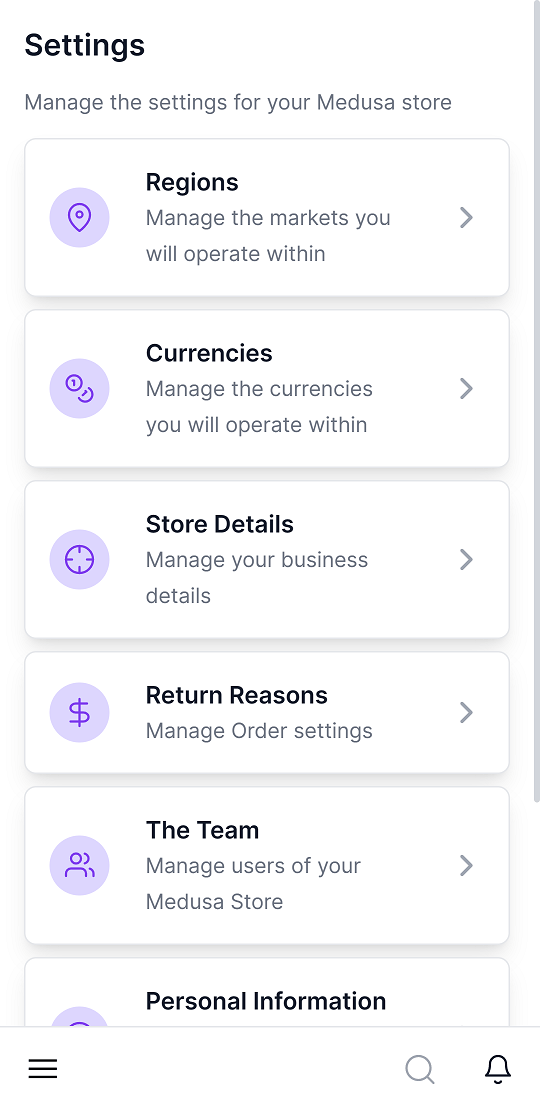 Settings
Manage the settings for your Medusa store
Regions
Manage the markets you
will operate within
Currencies
Manage the currencies
you will operate within
Store Details
Manage your business
details
Return Reasons
Manage Order settings
The Team
Manage users of your
Medusa Store
Personal Information